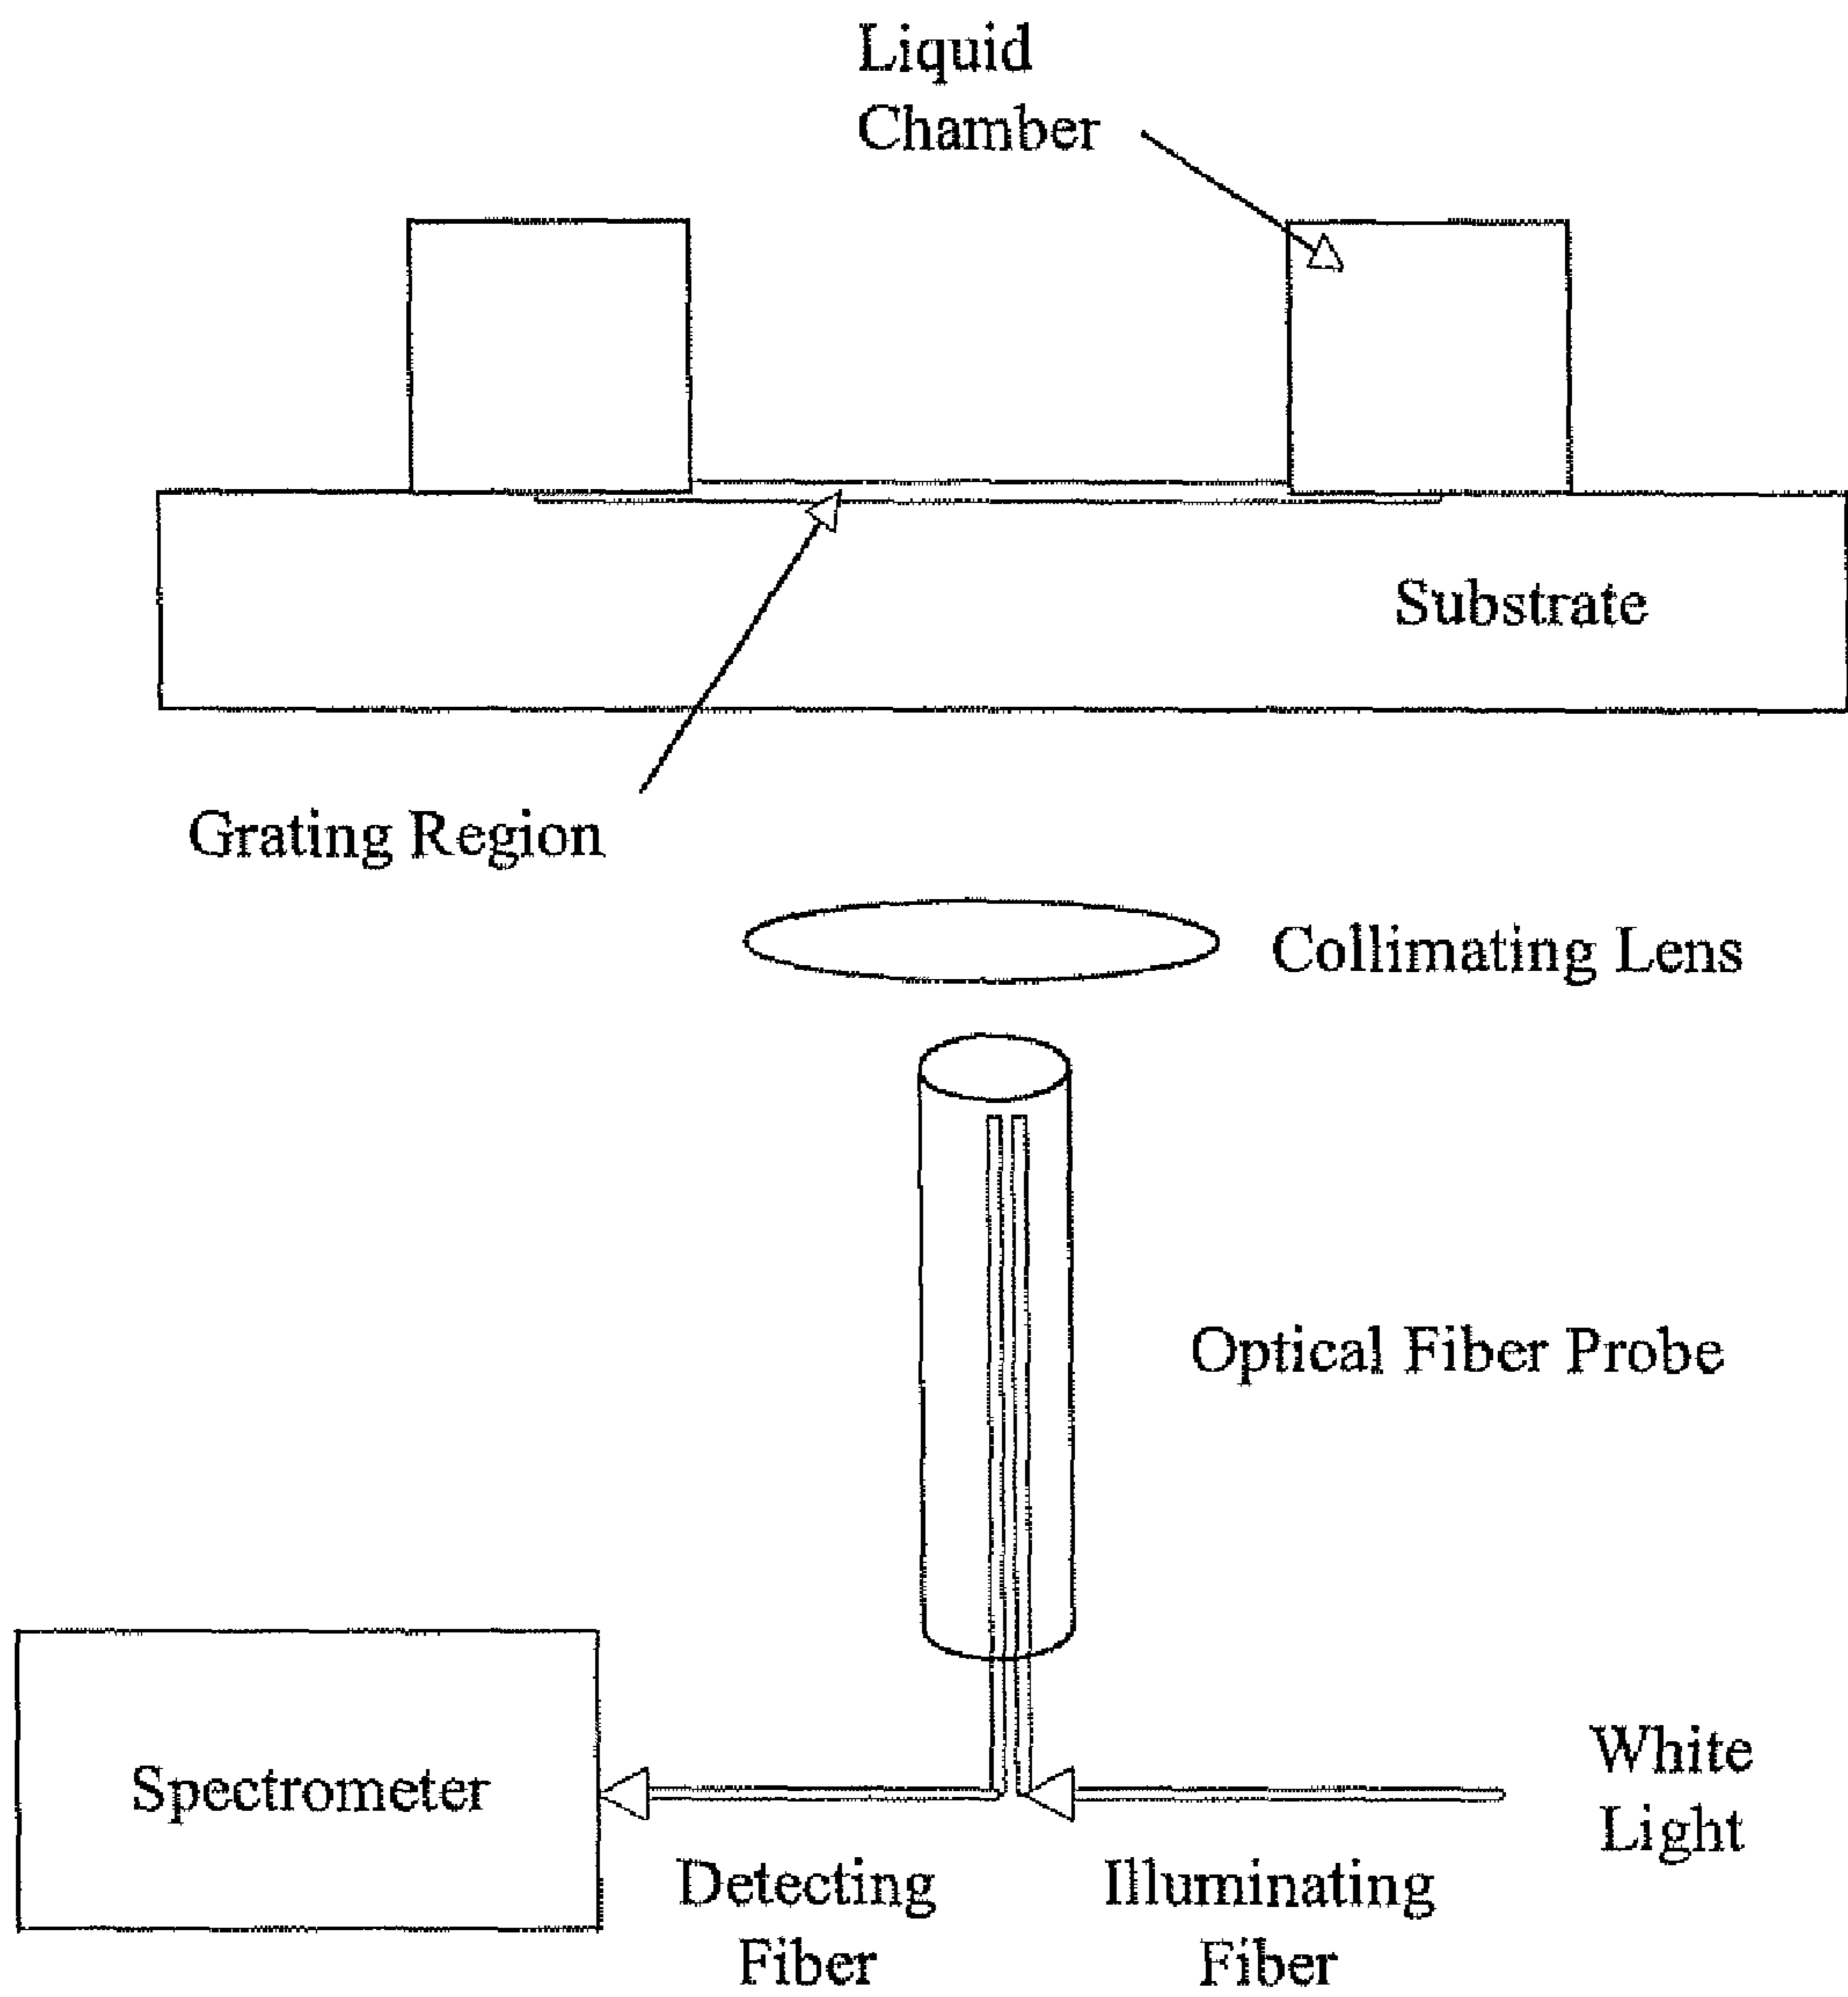 Liquid
Chamber
Substrate
Grating Region
Collimating Lens
Optical Fiber Probe
Spectrometer
White
Light
Detecting
Fiber
Illuminating
Fiber